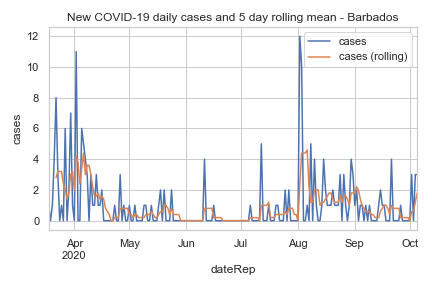 New COVID-19 daily cases and 5 day rolling mean - Barbados
cases
cases (rolling)
12
10
8
6
4
2
0
cases
Apr
2020
May
Jun
Jul
Aug
Sep
Oct
dateRep